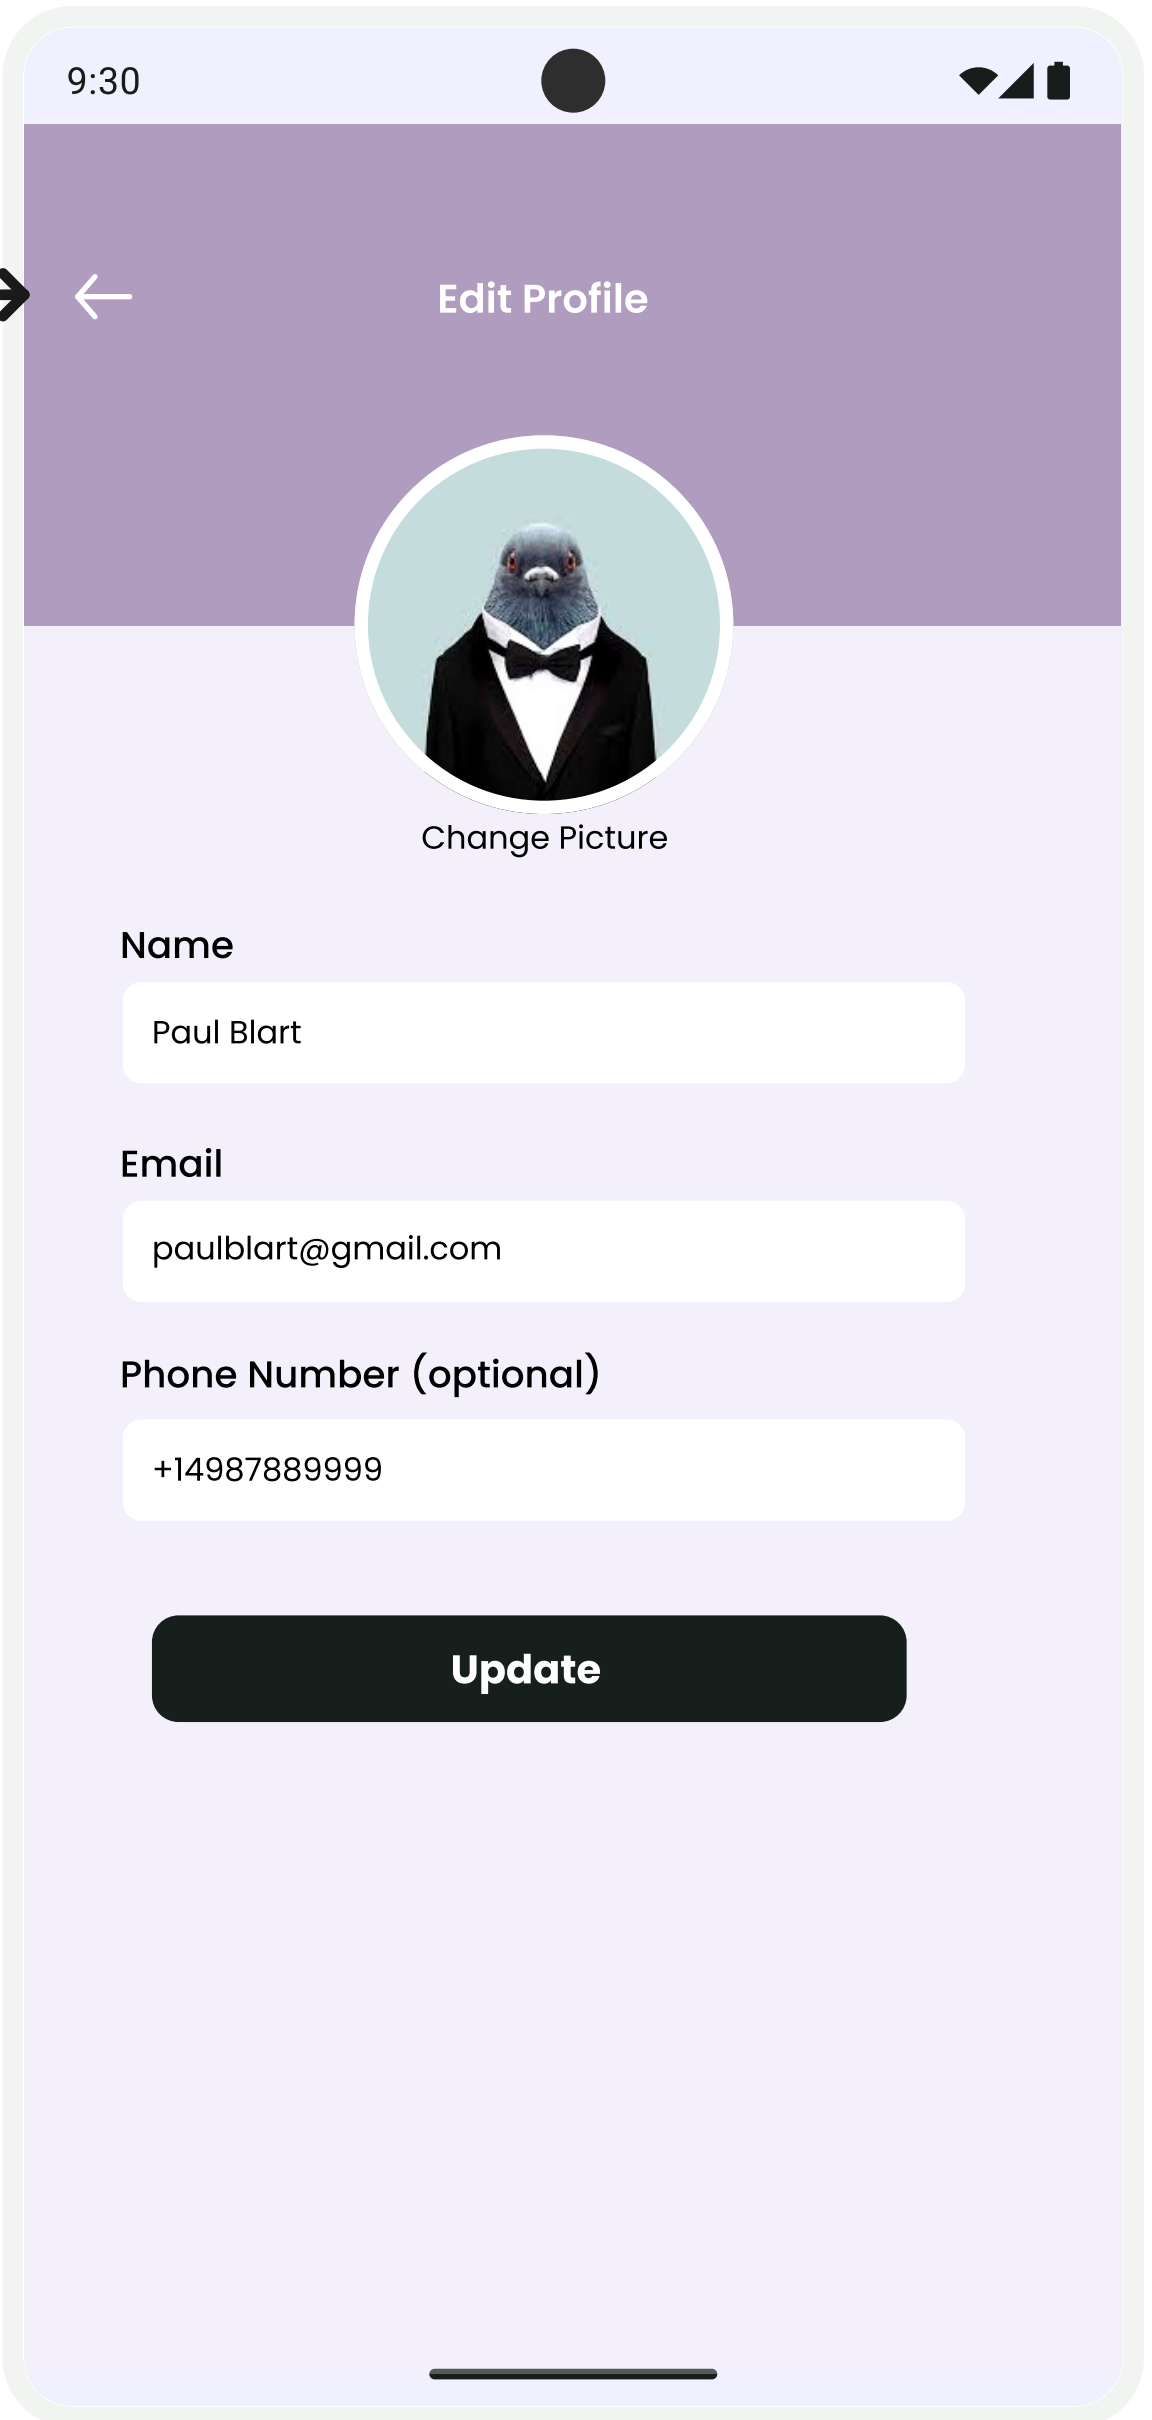 9:30
Edit Profile
Change Picture
Name
Paul Blart
Email
paulblart@gmail.com
Phone Number (optional)
+14987889999
Update